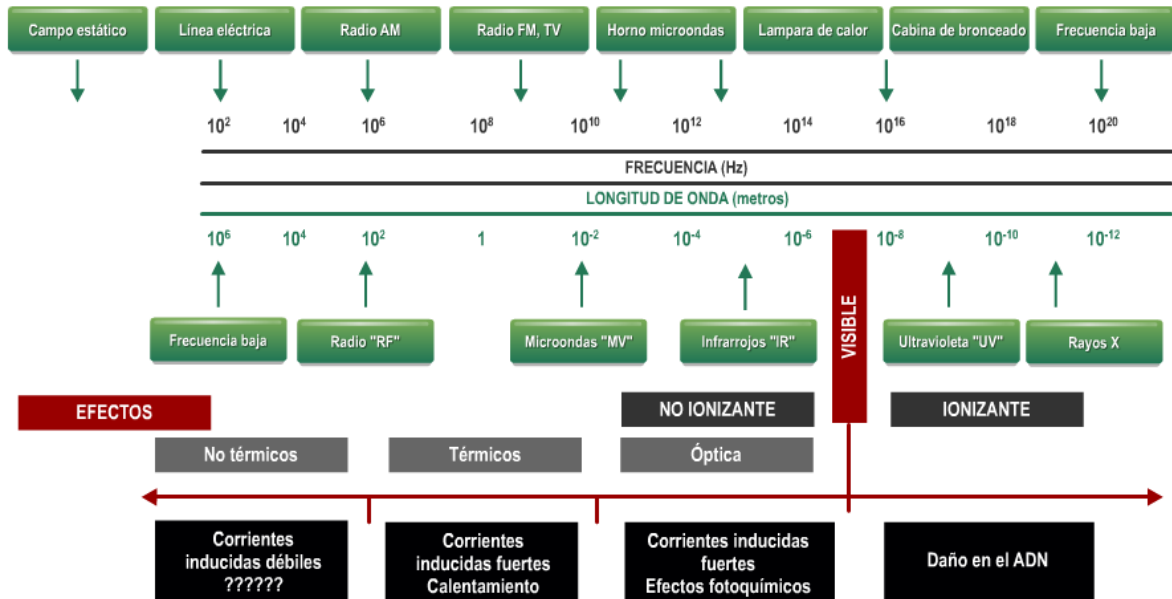 Campo estático
Línea eléctrica
Radio AM
Radio FM, TV
Horno microondas
Lampara de calor
Cabina de bronceado
Frecuencia baja
10² 10⁴ 10⁶ 10⁸ 10¹⁰ 10¹² 10¹⁴ 10¹⁶ 10¹⁸ 10²⁰
FRECUENCIA (Hz)
LONGITUD DE ONDA (metros)
10⁶ 10⁴ 10² 1 10⁻² 10⁻⁴ 10⁻⁶ 10⁻⁸ 10⁻¹⁰ 10⁻¹²
VISIBLE
Frecuencia baja
Radio "RF"
Microondas "MV"
Infrarrojos "IR"
Ultravioleta "UV"
Rayos X
EFECTOS
NO IONIZANTE
IONIZANTE
No térmicos
Térmicos
Óptica
Corrientes
inducidas débiles
??????
Corrientes
inducidas fuertes
Calentamiento
Corrientes inducidas
fuertes
Efectos fotoquímicos
Daño en el ADN